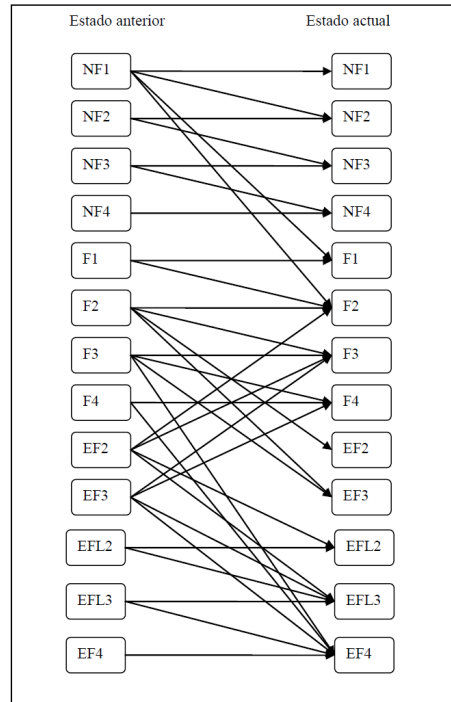 Estado anterior Estado actual
NF1 NF1
NF2 NF2
NF3 NF3
NF4 NF4
F1 F1
F2 F2
F3 F3
F4 F4
EF2 EF2
EF3 EF3
EFL2 EFL2
EFL3 EFL3
EF4 EF4